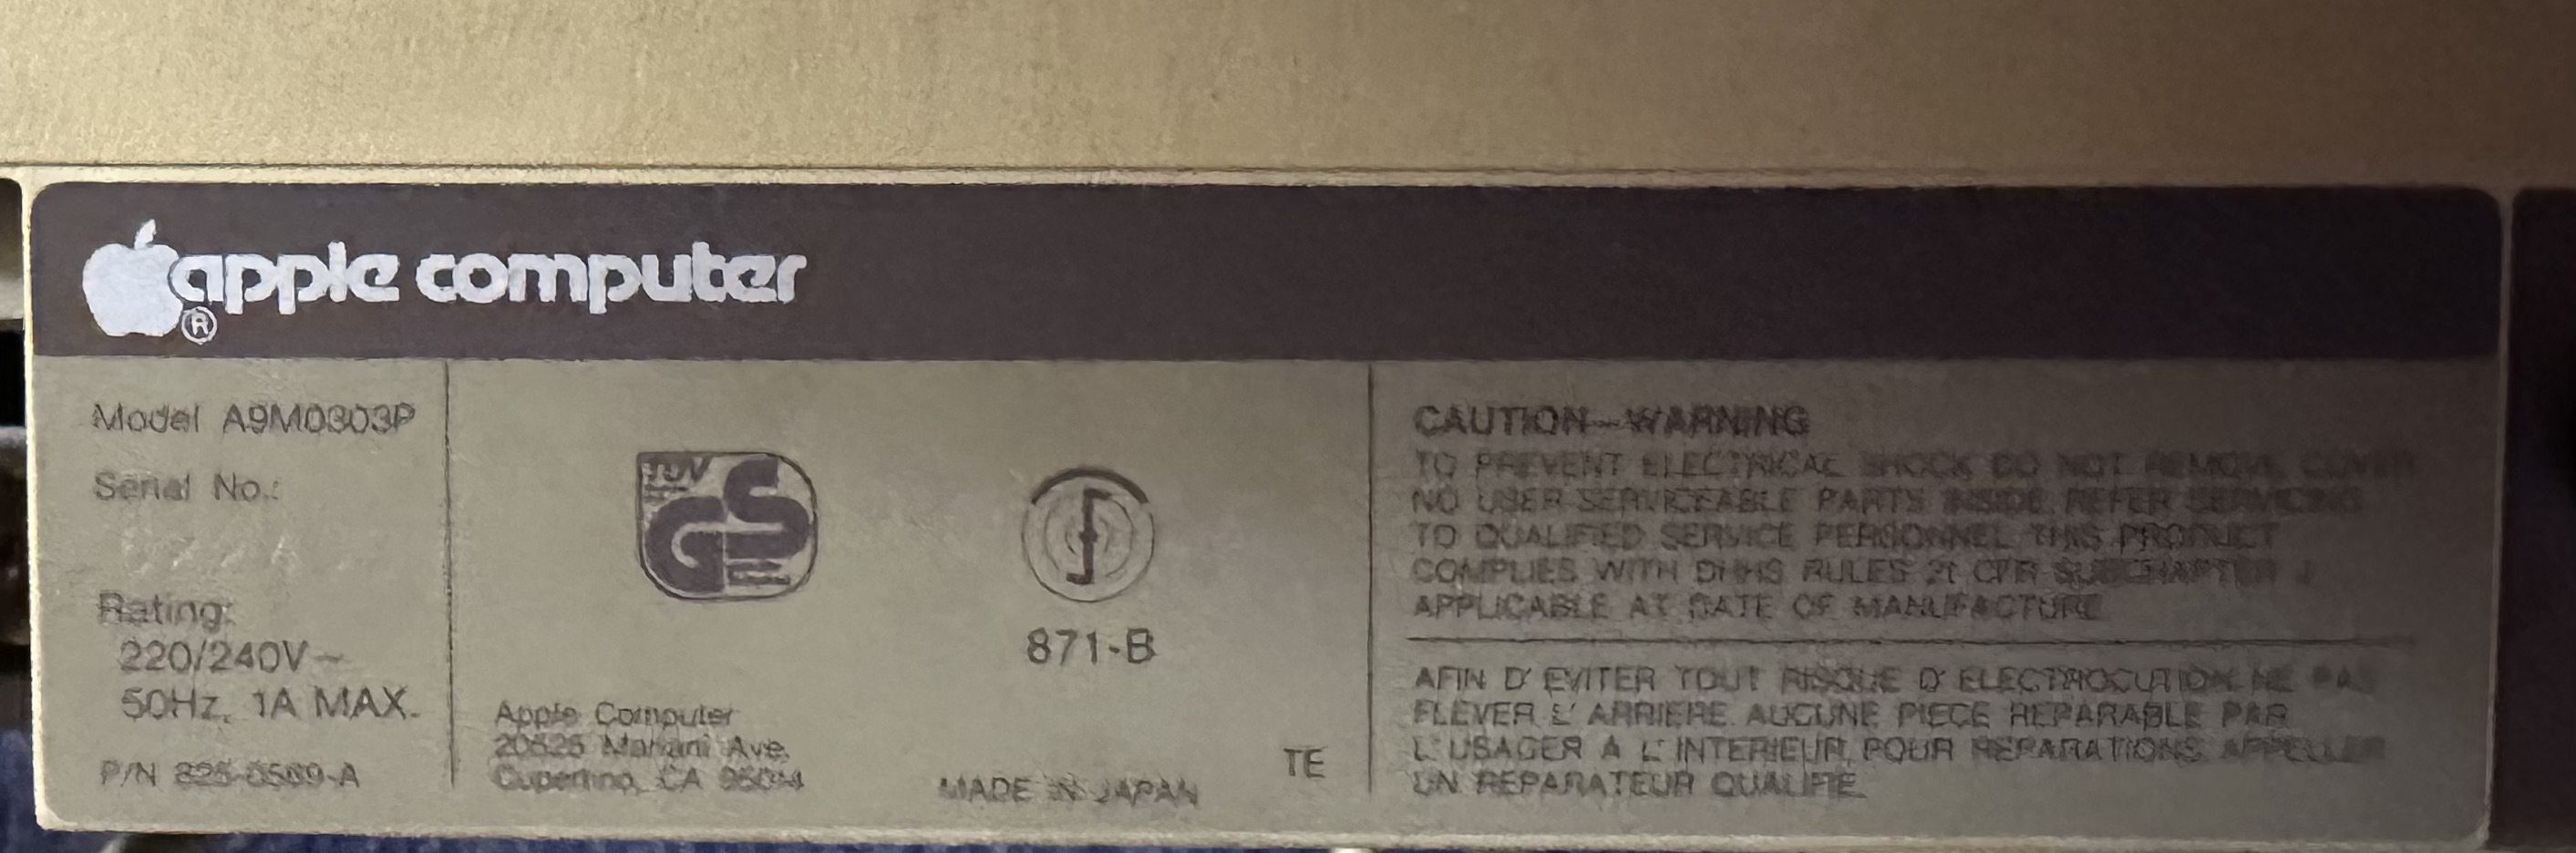 apple computer
®
Model A9M0303P
Serial No.:
Rating:
220/240V~
50Hz, 1A MAX.
P/N 825-0509-A
TÜV
GS
871-B
Apple Computer
20525 Mariani Ave.
Cupertino, CA 95014
MADE IN JAPAN
TE
CAUTION–WARNING
TO PREVENT ELECTRICAL SHOCK DO NOT REMOVE COVER
NO USER SERVICEABLE PARTS INSIDE. REFER SERVICING
TO QUALIFIED SERVICE PERSONNEL THIS PRODUCT
COMPLIES WITH DHHS RULES 21 CFR SUBCHAPTER J
APPLICABLE AT DATE OF MANUFACTURE
AFIN D' EVITER TOUT RISQUE D' ELECTROCUTION NE PAS
L' ARRIERE. AUCUNE PIECE REPARABLE PAR
L' USAGER A L' INTERIEUR, POUR REPARATIONS APPELLER
UN REPARATEUR QUALIFIE.